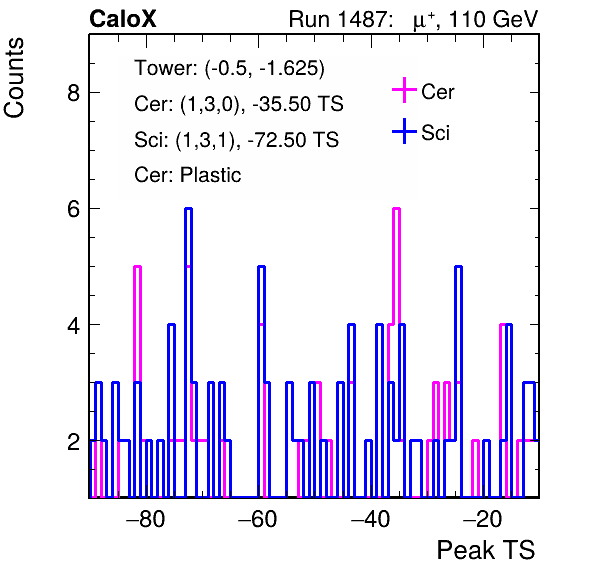 CaloX Run 1487: μ⁺, 110 GeV
Counts
Tower: (-0.5, -1.625)
Cer: (1,3,0), -35.50 TS
Sci: (1,3,1), -72.50 TS
Cer: Plastic
Cer
Sci
8
6
4
2
−80 −60 −40 −20
Peak TS